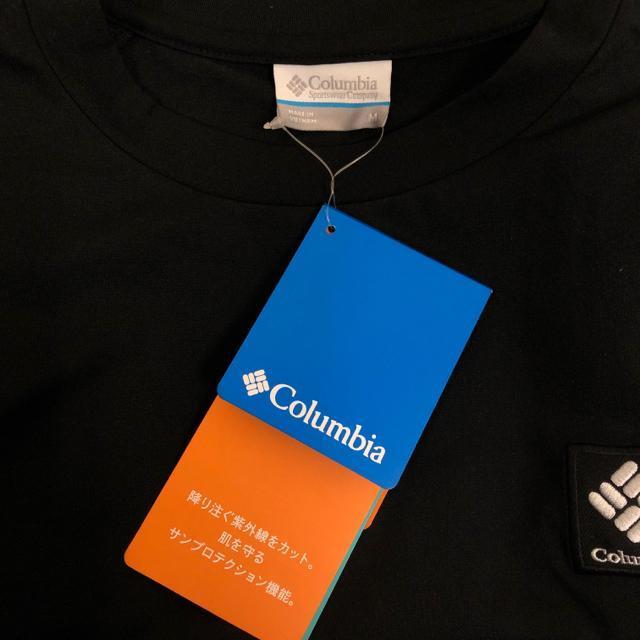 Columbia
Sportswear Company
MADE IN
VIETNAM
M
Columbia
降り注ぐ紫外線をカット。
肌を守る
サンプロテクション機能。
Colu